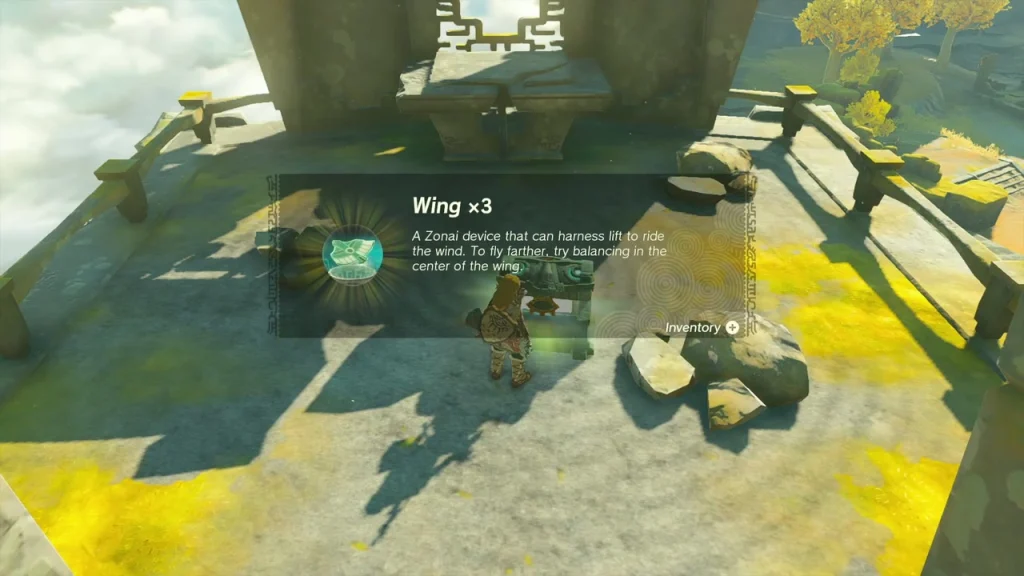 Wing ×3
A Zonai device that can harness lift to ride
the wind. To fly farther, try balancing in the
center of the wing.
Inventory